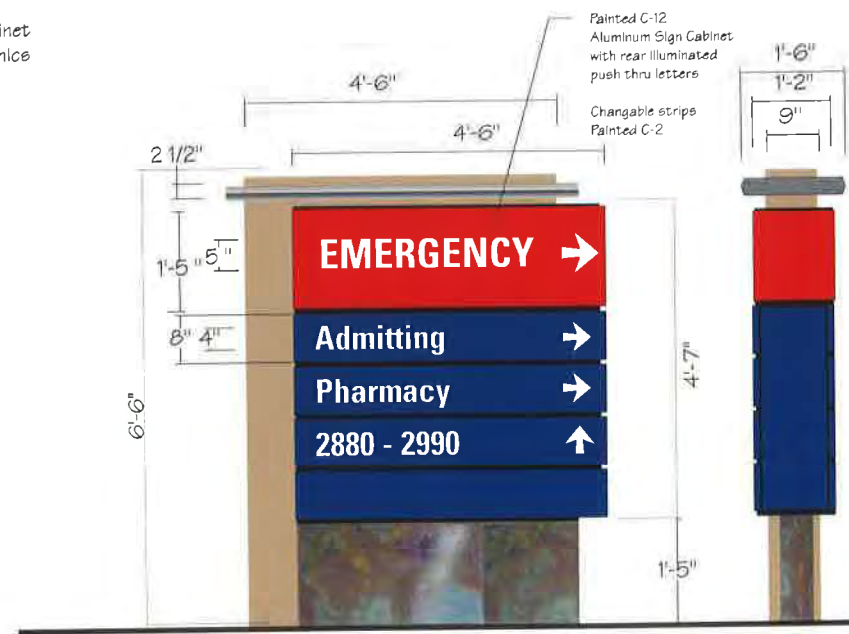 inet
nics
Painted C-12
Aluminum Sign Cabinet
with rear illuminated
push thru letters
Changable strips
Painted C-2
4'-6"
4'-6"
1'-6"
1'-2"
9"
2 1/2"
1'-5"
5"
8"
4"
6'-6"
4'-7"
1'-5"
EMERGENCY →
Admitting →
Pharmacy →
2880 - 2990 ↑